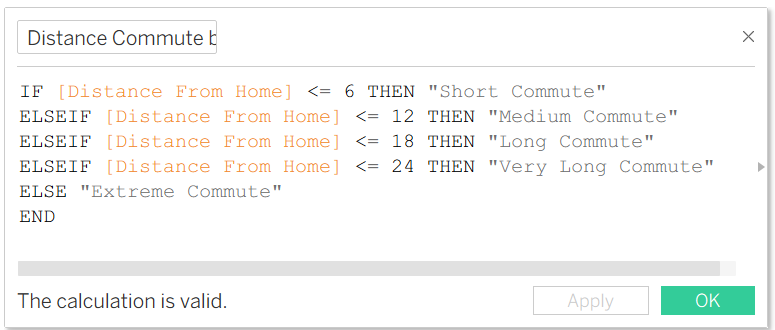 Distance Commute b
IF [Distance From Home] <= 6 THEN "Short Commute"
ELSEIF [Distance From Home] <= 12 THEN "Medium Commute"
ELSEIF [Distance From Home] <= 18 THEN "Long Commute"
ELSEIF [Distance From Home] <= 24 THEN "Very Long Commute"
ELSE "Extreme Commute"
END
The calculation is valid.
Apply
OK